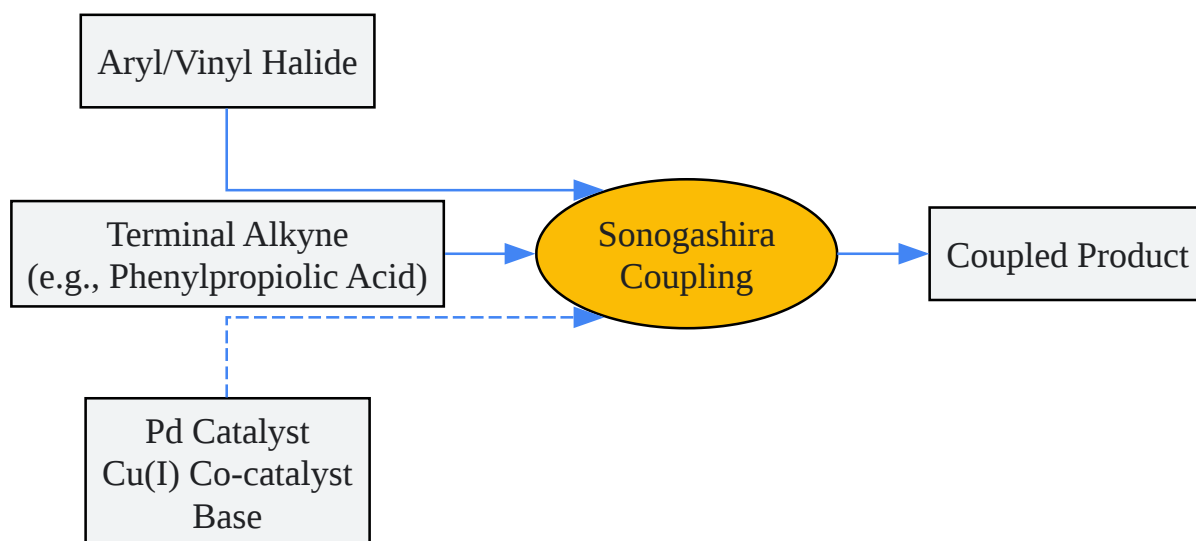 Aryl/Vinyl Halide
Terminal Alkyne
(e.g., Phenylpropiolic Acid)
Sonogashira
Coupling
Coupled Product
Pd Catalyst
Cu(I) Co-catalyst
Base